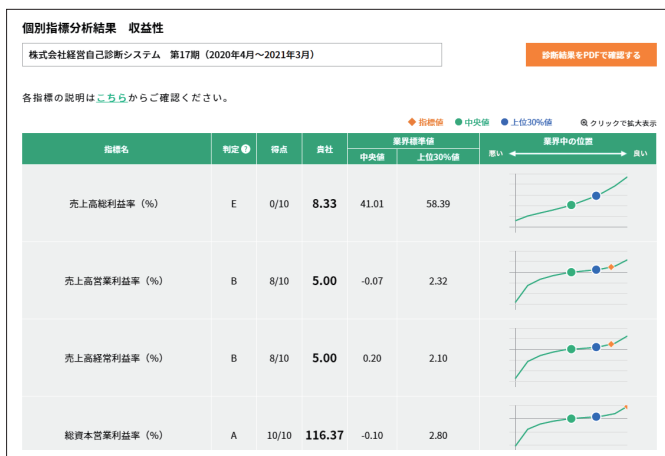 個別指標分析結果 収益性
株式会社経営自己診断システム 第17期（2020年4月～2021年3月）
診断結果をPDFで確認する
各指標の説明はこちらからご確認ください。
指標値 中央値 上位30%値 クリックで拡大表示
指標名 判定 ? 得点 貴社 業界標準値 業界中の位置
中央値 上位30%値 悪い 良い
売上高総利益率（%） E 0/10 8.33 41.01 58.39
売上高営業利益率（%） B 8/10 5.00 -0.07 2.32
売上高経常利益率（%） B 8/10 5.00 0.20 2.10
総資本営業利益率（%） A 10/10 116.37 -0.10 2.80